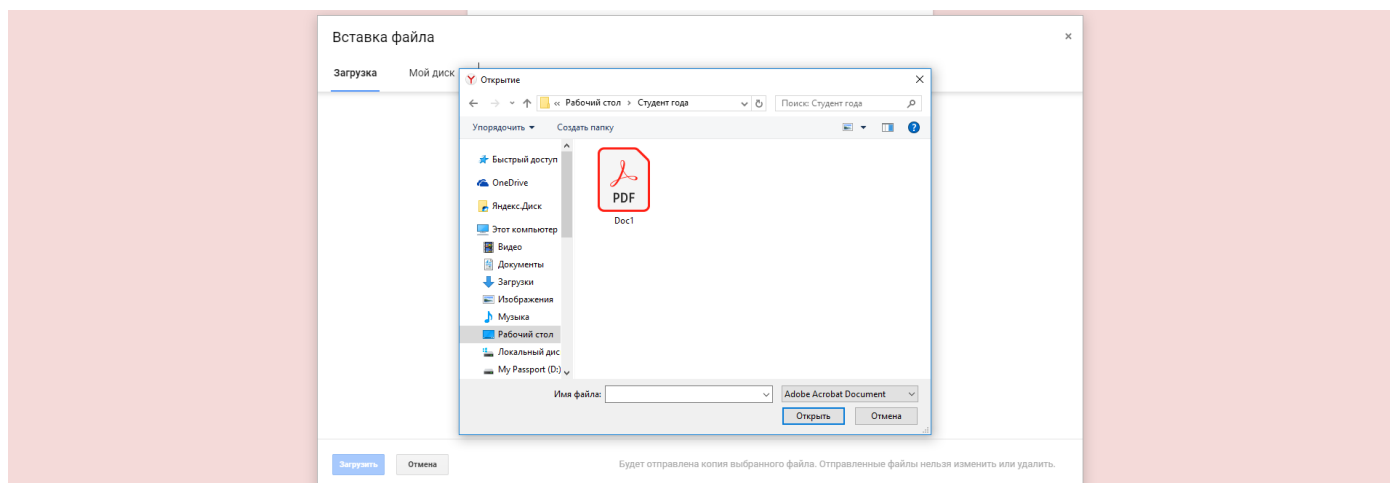 Вставка файла ×
Загрузка Мой диск
Y Открытие
« Рабочий стол › Студент года
Поиск: Студент года
Упорядочить Создать папку
?
Быстрый доступ
OneDrive
Яндекс.Диск
Этот компьютер
Видео
Документы
Загрузки
Изображения
Музыка
Рабочий стол
Локальный дис
My Passport (D:)
PDF
Doc1
Имя файла:
Adobe Acrobat Document
Открыть Отмена
Загрузить Отмена
Будет отправлена копия выбранного файла. Отправленные файлы нельзя изменить или удалить.